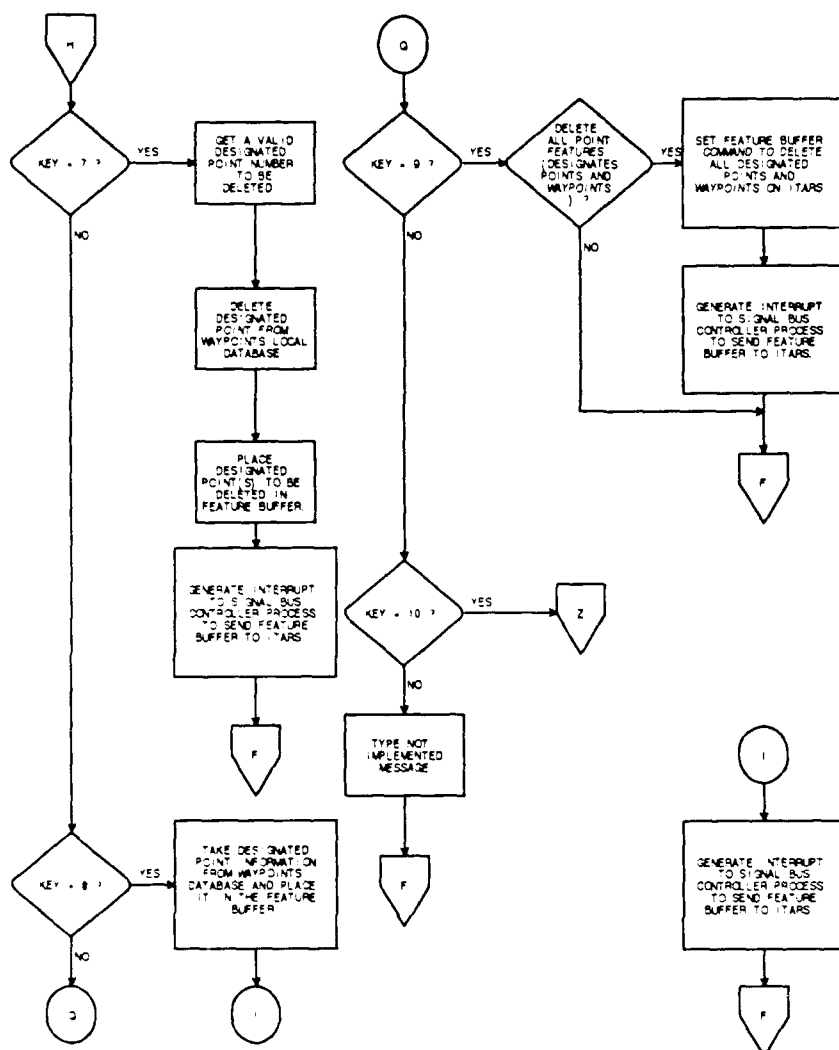 KEY = 7 ?
YES
GET A VALID
DESIGNATED
POINT NUMBER
TO BE
DELETED
NO
DELETE
DESIGNATED
POINT FROM
WAYPOINTS LOCAL
DATABASE
PLACE
DESIGNATED
POINT(S) TO BE
DELETED IN
FEATURE BUFFER.
GENERATE INTERRUPT
TO SIGNAL BUS
CONTROLLER PROCESS
TO SEND FEATURE
BUFFER TO ITARS
F
KEY = 8 ?
YES
TAKE DESIGNATED
POINT INFORMATION
FROM WAYPOINTS
DATABASE AND PLACE
IT IN THE FEATURE
BUFFER
NO
Q
I
Q
KEY = 9 ?
YES
DELETE
ALL POINT
FEATURES
(DESIGNATES
POINTS AND
WAYPOINTS
) ?
YES
SET FEATURE BUFFER
COMMAND TO DELETE
ALL DESIGNATED
POINTS AND
WAYPOINTS ON ITARS
NO
NO
GENERATE INTERRUPT
TO SIGNAL BUS
CONTROLLER PROCESS
TO SEND FEATURE
BUFFER TO ITARS.
F
KEY = 10 ?
YES
Z
NO
TYPE NOT
IMPLEMENTED
MESSAGE
F
I
GENERATE INTERRUPT
TO SIGNAL BUS
CONTROLLER PROCESS
TO SEND FEATURE
BUFFER TO ITARS
F